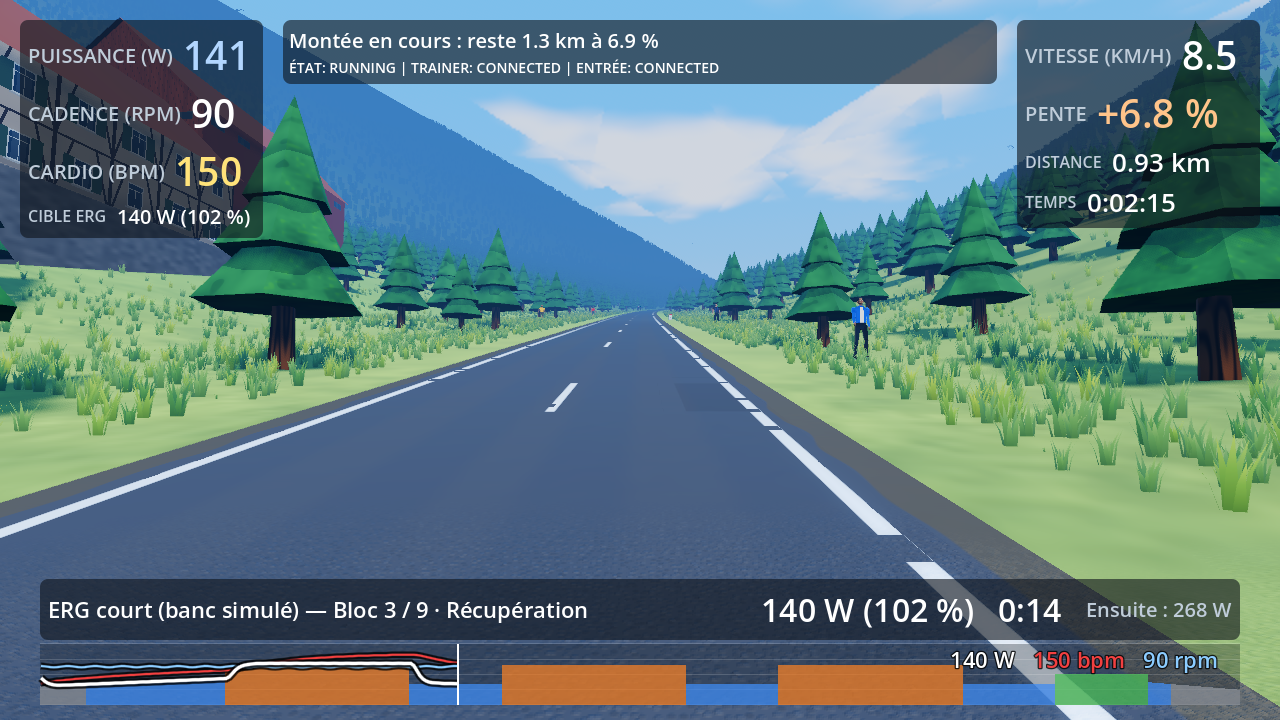 PUISSANCE (W) 141
CADENCE (RPM) 90
CARDIO (BPM) 150
CIBLE ERG 140 W (102 %)
Montée en cours : reste 1.3 km à 6.9 %
ÉTAT: RUNNING | TRAINER: CONNECTED | ENTRÉE: CONNECTED
VITESSE (KM/H) 8.5
PENTE +6.8 %
DISTANCE 0.93 km
TEMPS 0:02:15
ERG court (banc simulé) — Bloc 3 / 9 · Récupération 140 W (102 %) 0:14 Ensuite : 268 W
140 W 150 bpm 90 rpm